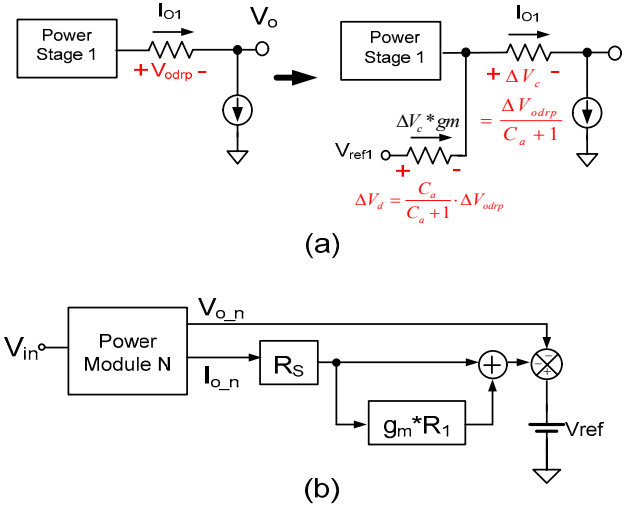 I_O1
V_o
Power Stage 1
+ V_odrp -
I_O1
Power Stage 1
+ ΔV_c -
= ΔV_odrp / (C_a + 1)
ΔV_c * gm
V_ref1
+ -
ΔV_d = C_a / (C_a + 1) · ΔV_odrp
(a)
V_o_n
V_in
Power Module N
I_o_n
R_S
+
- - - +
g_m*R_1
Vref
(b)